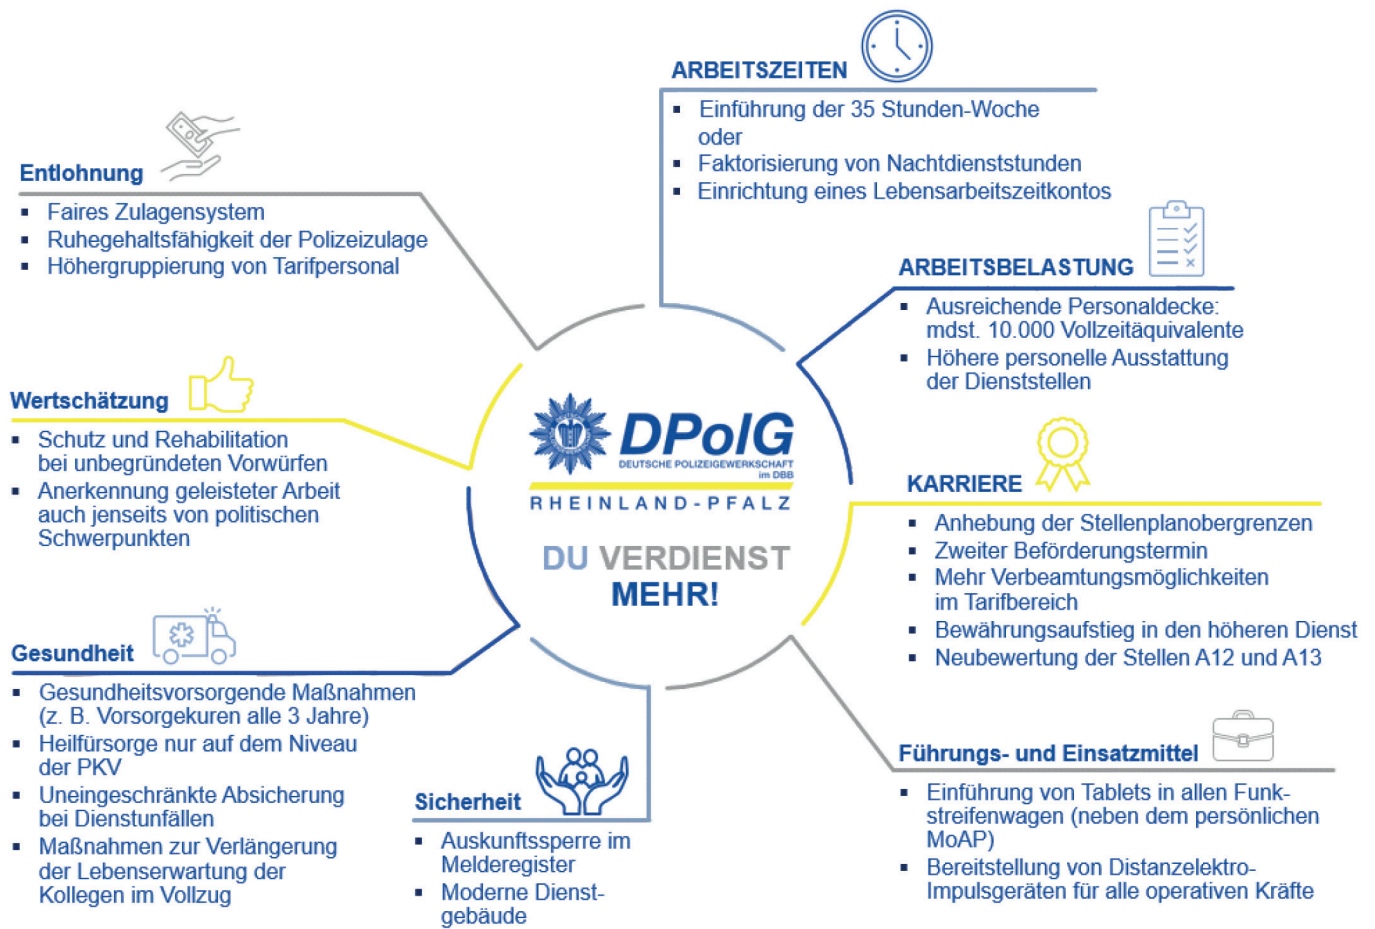 ARBEITSZEITEN
▪ Einführung der 35 Stunden-Woche
oder
▪ Faktorisierung von Nachtdienststunden
▪ Einrichtung eines Lebensarbeitszeitkontos
Entlohnung
▪ Faires Zulagensystem
▪ Ruhegehaltsfähigkeit der Polizeizulage
▪ Höhergruppierung von Tarifpersonal
ARBEITSBELASTUNG
▪ Ausreichende Personaldecke:
mdst. 10.000 Vollzeitäquivalente
▪ Höhere personelle Ausstattung
der Dienststellen
Wertschätzung
▪ Schutz und Rehabilitation
bei unbegründeten Vorwürfen
▪ Anerkennung geleisteter Arbeit
auch jenseits von politischen
Schwerpunkten
DPolG
DEUTSCHE POLIZEIGEWERKSCHAFT
im DBB
RHEINLAND-PFALZ
DU VERDIENST
MEHR!
KARRIERE
▪ Anhebung der Stellenplanobergrenzen
▪ Zweiter Beförderungstermin
▪ Mehr Verbeamtungsmöglichkeiten
im Tarifbereich
▪ Bewährungsaufstieg in den höheren Dienst
▪ Neubewertung der Stellen A12 und A13
Gesundheit
▪ Gesundheitsvorsorgende Maßnahmen
(z. B. Vorsorgekuren alle 3 Jahre)
▪ Heilfürsorge nur auf dem Niveau
der PKV
▪ Uneingeschränkte Absicherung
bei Dienstunfällen
▪ Maßnahmen zur Verlängerung
der Lebenserwartung der
Kollegen im Vollzug
Sicherheit
▪ Auskunftssperre im
Melderegister
▪ Moderne Dienst-
gebäude
Führungs- und Einsatzmittel
▪ Einführung von Tablets in allen Funk-
streifenwagen (neben dem persönlichen
MoAP)
▪ Bereitstellung von Distanzelektro-
Impulsgeräten für alle operativen Kräfte